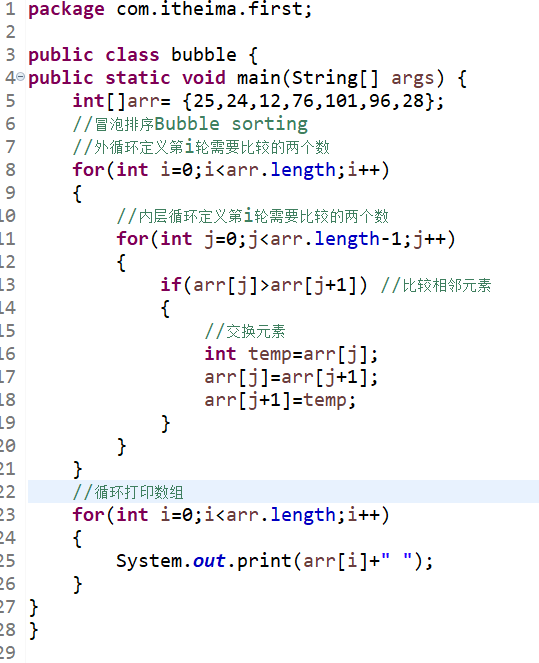 1 package com.itheima.first;
2
3 public class bubble {
4 public static void main(String[] args) {
5     int[]arr= {25,24,12,76,101,96,28};
6     //冒泡排序Bubble sorting
7     //外循环定义第i轮需要比较的两个数
8     for(int i=0;i<arr.length;i++)
9     {
10         //内层循环定义第i轮需要比较的两个数
11         for(int j=0;j<arr.length-1;j++)
12         {
13             if(arr[j]>arr[j+1]) //比较相邻元素
14             {
15                 //交换元素
16                 int temp=arr[j];
17                 arr[j]=arr[j+1];
18                 arr[j+1]=temp;
19             }
20         }
21     }
22     //循环打印数组
23     for(int i=0;i<arr.length;i++)
24     {
25         System.out.print(arr[i]+" ");
26     }
27 }
28 }
29